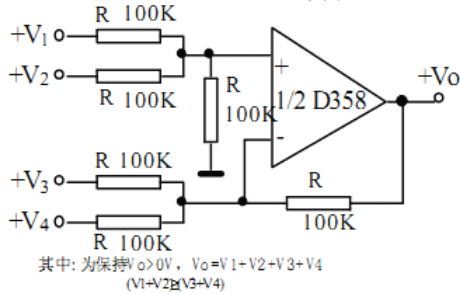 R 100K
+V1
+V2
R 100K
R
100K
+
-
1/2 D358
+Vo
R 100K
+V3
+V4
R 100K
R
100K
其中: 为保持Vo>0V, Vo=V1+V2+V3+V4
(V1+V2)≥(V3+V4)